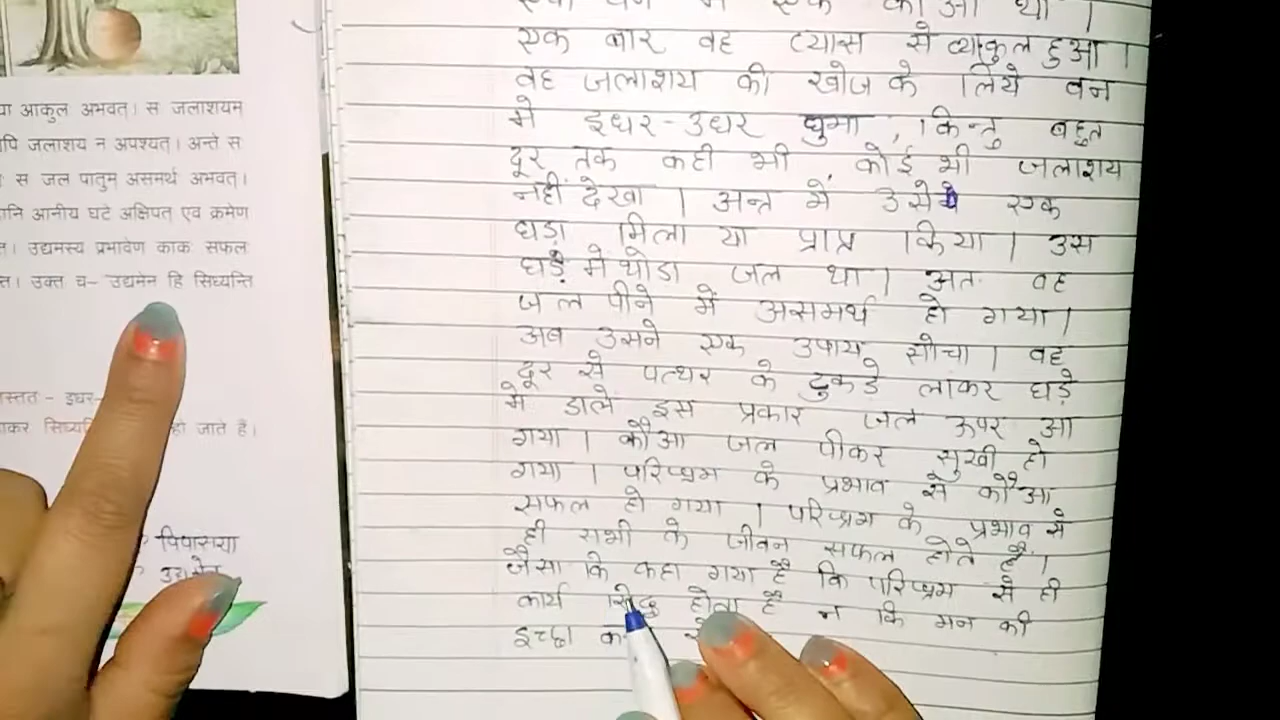 आकुल अभवत्। स जलाशयम्
जलाशय न अपश्यत्। अन्ते स
स जल पातुम् असमर्थ अभवत्।
आनीय घटे अक्षिपत् एव क्रमेण
उद्यमस्य प्रभावेण काक सफल
उक्त च– उद्यमेन हि सिध्यन्ति
इधर-
हो जाते है।
पिपासया
एक बार वह प्यास से व्याकुल हुआ।
वह जलाशय की खोज के लिये वन
मे इधर-उधर घुमा, किन्तु बहुत
दूर तक कही भी, कोई भी जलाशय
नहीं देखा। अन्त मे उसे एक
घड़ा मिला या प्राप्त किया। उस
घड़े में थोडा जल था। अत: वह
जल पीने में असमर्थ हो गया।
अब उसने एक उपाय सोचा। वह
दूर से पत्थर के टुकडे लाकर घड़े
मे डाले इस प्रकार जल ऊपर आ
गया। कौआ जल पीकर सुखी हो
गया। परिश्रम के प्रभाव से कौआ
सफल हो गया। परिश्रम के प्रभाव से
ही सभी के जीवन सफल होते है।
जैसा कि कहा गया है कि परिश्रम से ही
कार्य सिद्ध होता है न कि मन की
इच्छा